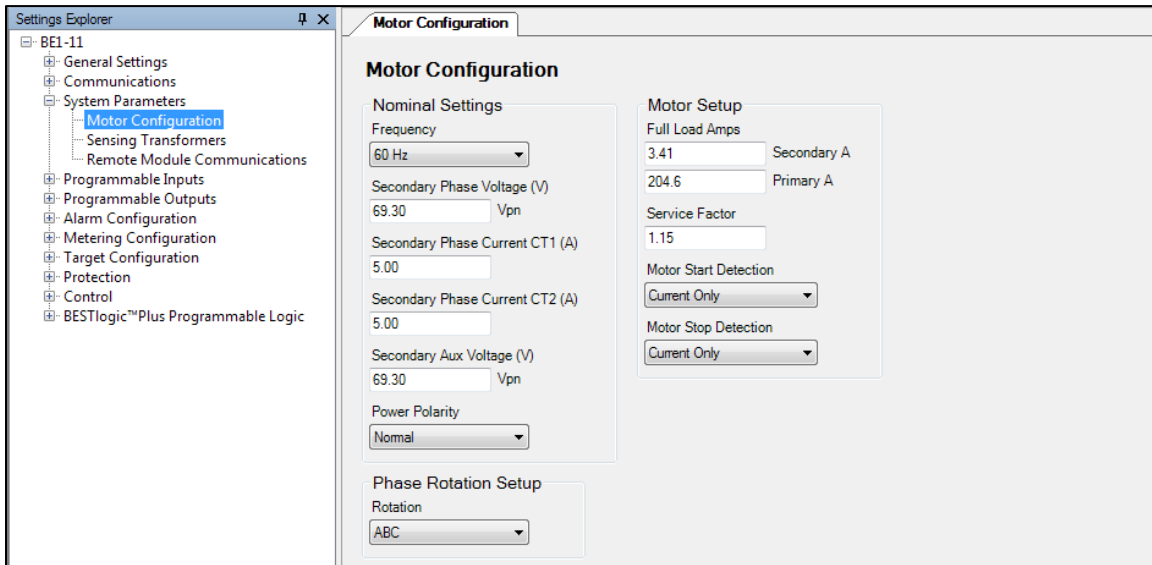 Settings Explorer
BE1-11
General Settings
Communications
System Parameters
Motor Configuration
Sensing Transformers
Remote Module Communications
Programmable Inputs
Programmable Outputs
Alarm Configuration
Metering Configuration
Target Configuration
Protection
Control
BESTlogic™Plus Programmable Logic
Motor Configuration
Motor Configuration
Nominal Settings
Frequency
60 Hz
Secondary Phase Voltage (V)
69.30 Vpn
Secondary Phase Current CT1 (A)
5.00
Secondary Phase Current CT2 (A)
5.00
Secondary Aux Voltage (V)
69.30 Vpn
Power Polarity
Normal
Phase Rotation Setup
Rotation
ABC
Motor Setup
Full Load Amps
3.41 Secondary A
204.6 Primary A
Service Factor
1.15
Motor Start Detection
Current Only
Motor Stop Detection
Current Only